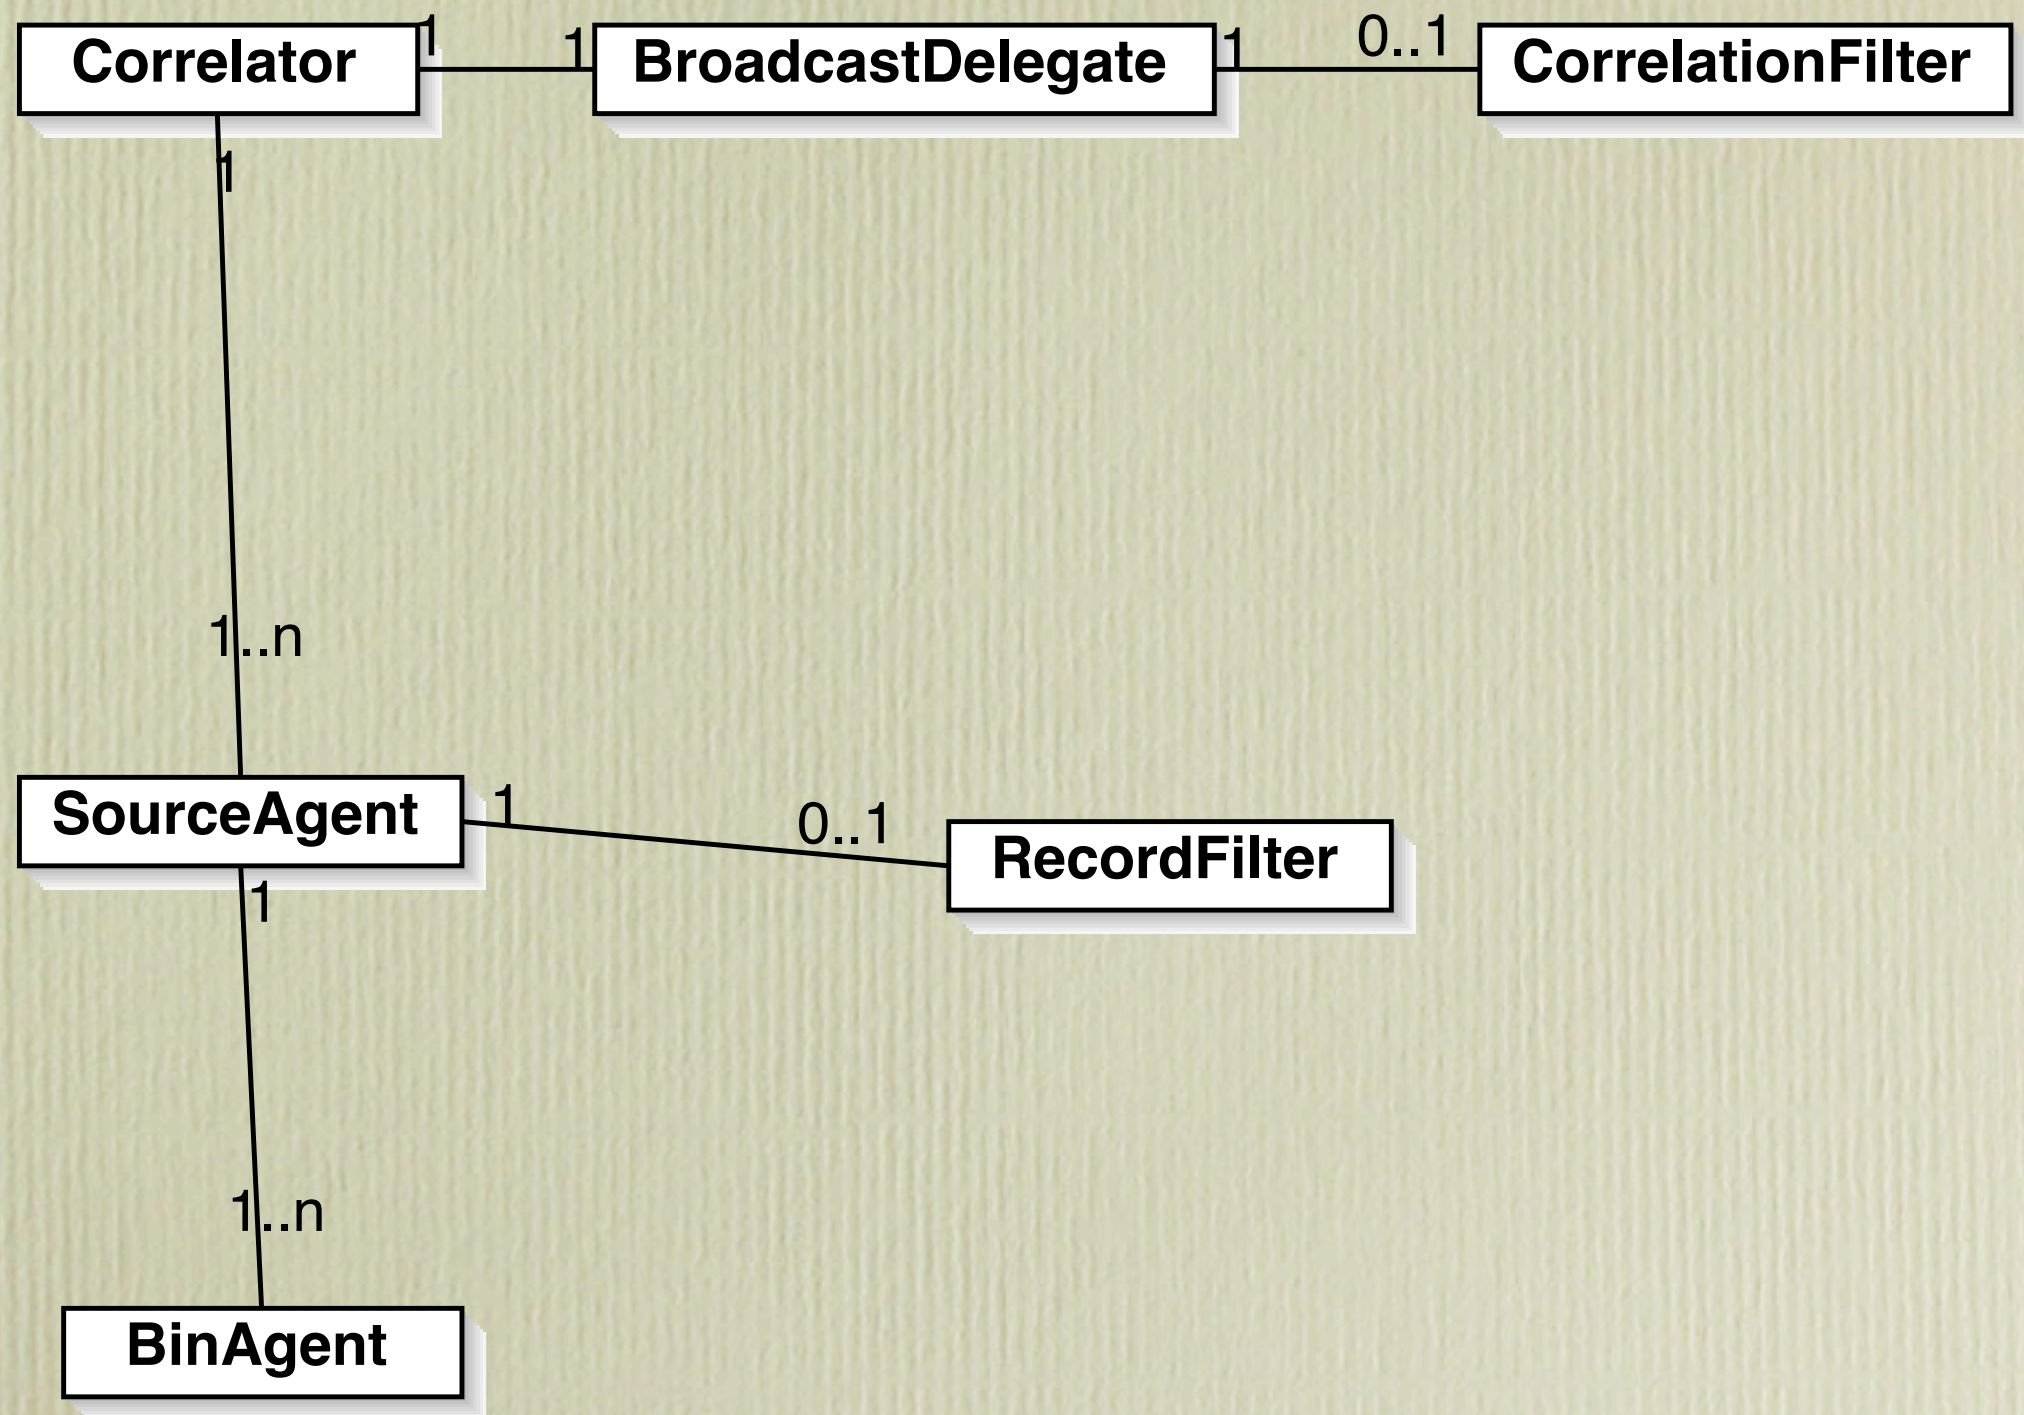 Correlator
1
1
BroadcastDelegate
1
0..1
CorrelationFilter
1
1..n
SourceAgent
1
0..1
RecordFilter
1
1..n
BinAgent